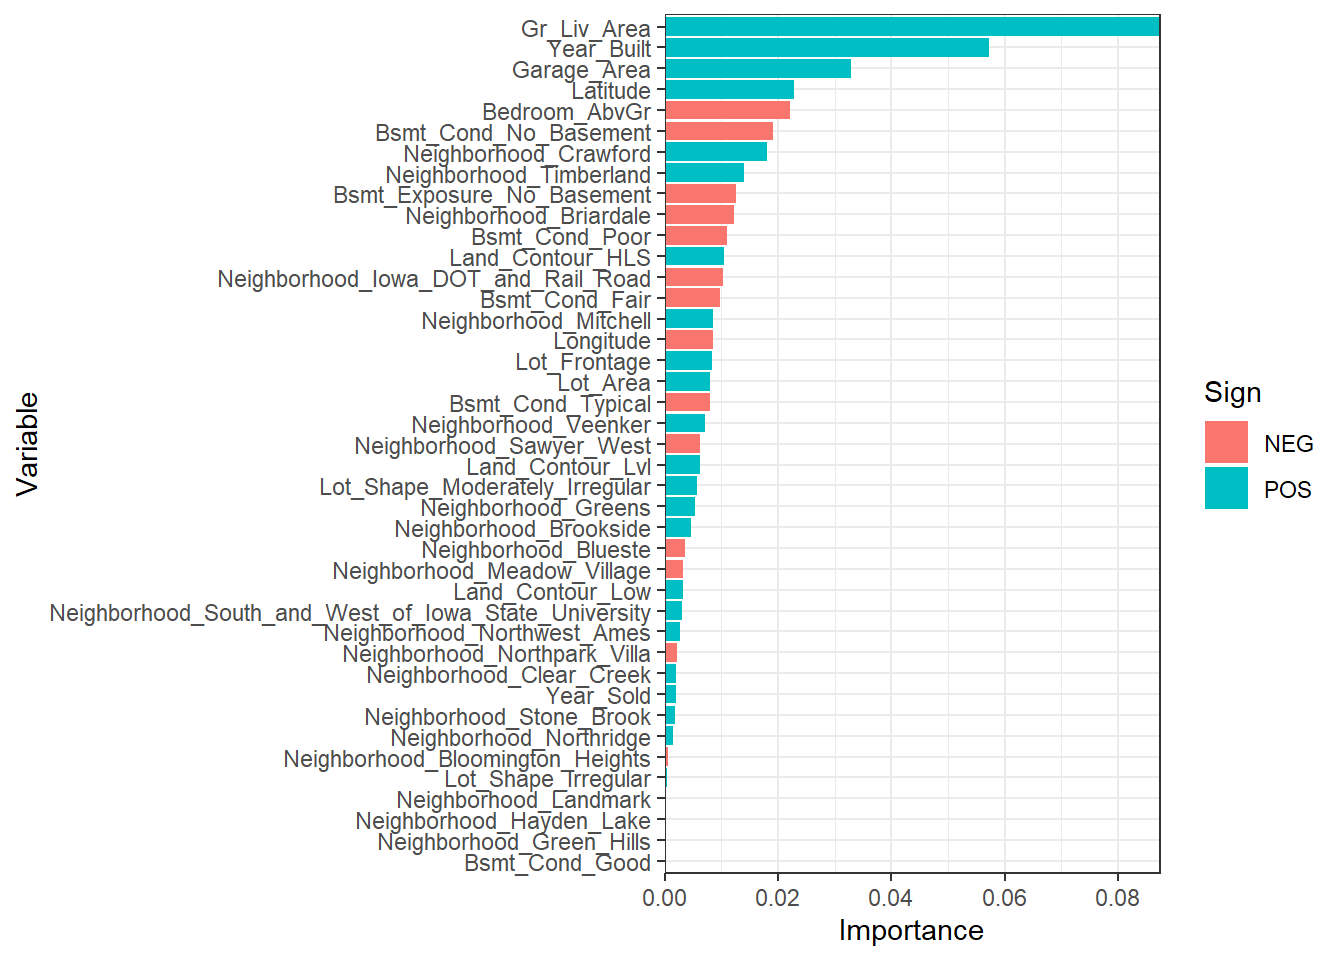 Gr_Liv_Area
Year_Built
Garage_Area
Latitude
Bedroom_AbvGr
Bsmt_Cond_No_Basement
Neighborhood_Crawford
Neighborhood_Timberland
Bsmt_Exposure_No_Basement
Neighborhood_Briardale
Bsmt_Cond_Poor
Land_Contour_HLS
Neighborhood_Iowa_DOT_and_Rail_Road
Bsmt_Cond_Fair
Neighborhood_Mitchell
Longitude
Lot_Frontage
Lot_Area
Bsmt_Cond_Typical
Neighborhood_Veenker
Neighborhood_Sawyer_West
Land_Contour_Lvl
Lot_Shape_Moderately_Irregular
Neighborhood_Greens
Neighborhood_Brookside
Neighborhood_Blueste
Neighborhood_Meadow_Village
Land_Contour_Low
Neighborhood_South_and_West_of_Iowa_State_University
Neighborhood_Northwest_Ames
Neighborhood_Northpark_Villa
Neighborhood_Clear_Creek
Year_Sold
Neighborhood_Stone_Brook
Neighborhood_Northridge
Neighborhood_Bloomington_Heights
Lot_Shape_Irregular
Neighborhood_Landmark
Neighborhood_Hayden_Lake
Neighborhood_Green_Hills
Bsmt_Cond_Good
Variable
0.00 0.02 0.04 0.06 0.08
Importance
Sign
NEG
POS